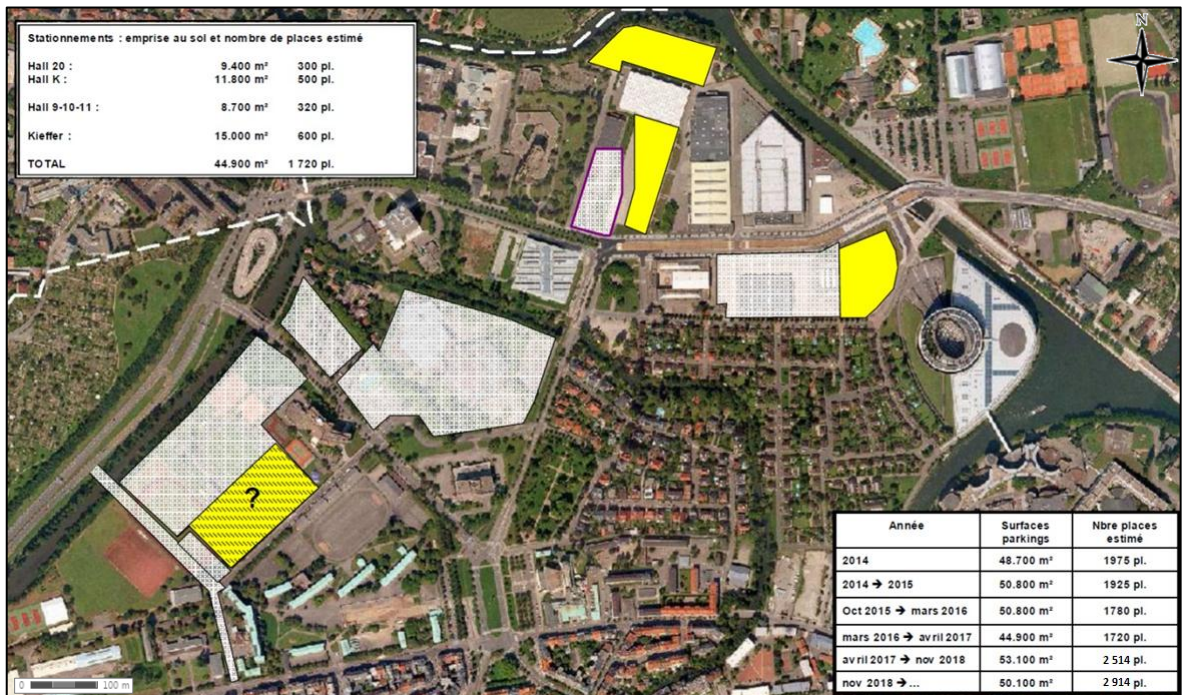 Stationnements : emprise au sol et nombre de places estimé
Hall 20 : 9.400 m² 300 pl.
Hall K : 11.800 m² 500 pl.
Hall 9-10-11 : 8.700 m² 320 pl.
Kieffer : 15.000 m² 600 pl.
TOTAL 44.900 m² 1 720 pl.
N
?
Année Surfaces parkings Nbre places estimé
2014 48.700 m² 1975 pl.
2014 → 2015 50.800 m² 1925 pl.
Oct 2015 → mars 2016 50.800 m² 1780 pl.
mars 2016 → avril 2017 44.900 m² 1720 pl.
avril 2017 → nov 2018 53.100 m² 2 514 pl.
nov 2018 → ... 50.100 m² 2 914 pl.
0 100 m